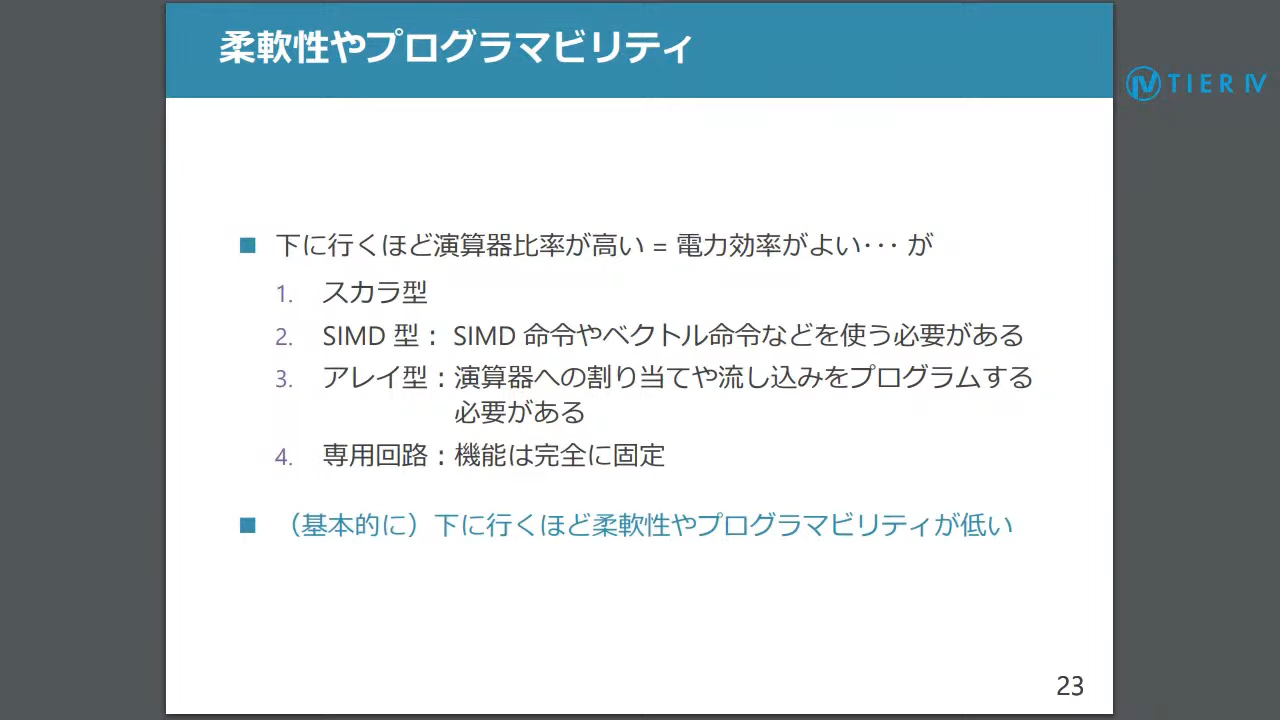 柔軟性やプログラマビリティ
TIER IV
■ 下に行くほど演算器比率が高い = 電力効率がよい･･･ が
1. スカラ型
2. SIMD 型： SIMD 命令やベクトル命令などを使う必要がある
3. アレイ型：演算器への割り当てや流し込みをプログラムする
必要がある
4. 専用回路：機能は完全に固定
■ （基本的に）下に行くほど柔軟性やプログラマビリティが低い
23